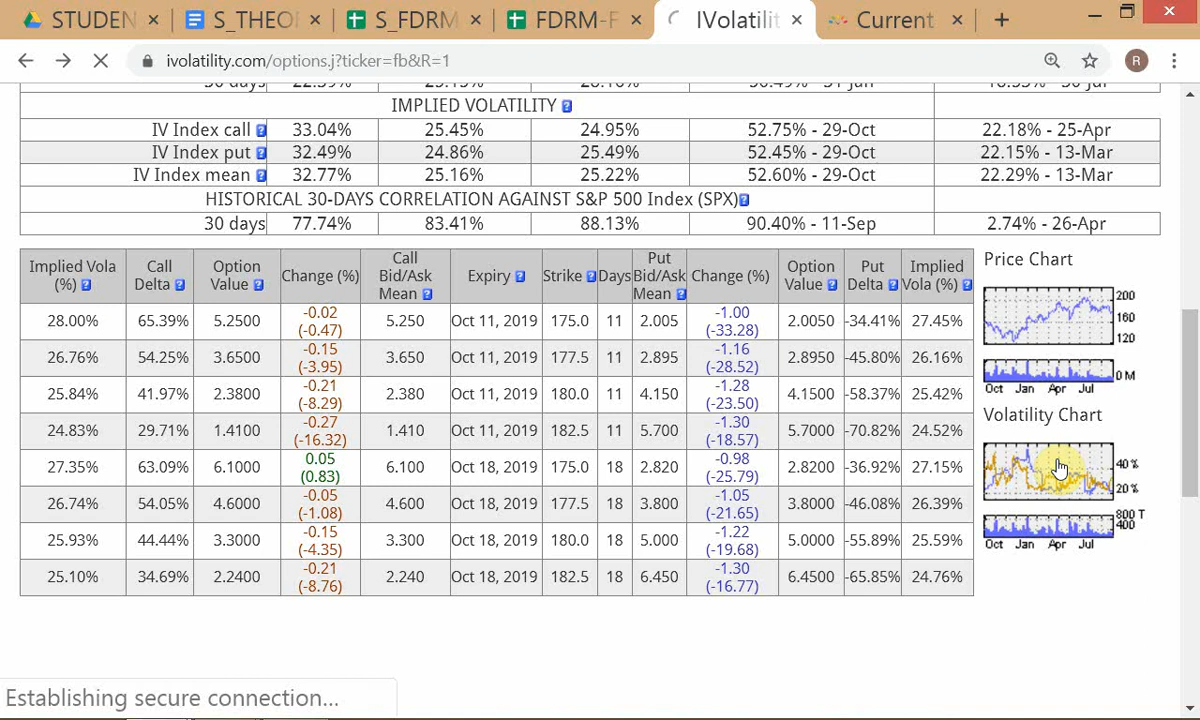 STUDEN × S_THEOF × S_FDRM × FDRM-F × IVolatilit × Current × +
ivolatility.com/options.j?ticker=fb&R=1 R
30 days
IMPLIED VOLATILITY ?
IV Index call ? 33.04% 25.45% 24.95% 52.75% - 29-Oct 22.18% - 25-Apr
IV Index put ? 32.49% 24.86% 25.49% 52.45% - 29-Oct 22.15% - 13-Mar
IV Index mean ? 32.77% 25.16% 25.22% 52.60% - 29-Oct 22.29% - 13-Mar
HISTORICAL 30-DAYS CORRELATION AGAINST S&P 500 Index (SPX)?
30 days 77.74% 83.41% 88.13% 90.40% - 11-Sep 2.74% - 26-Apr
Implied Vola (%) ? Call Delta ? Option Value ? Change (%) Call Bid/Ask Mean ? Expiry ? Strike ? Days Put Bid/Ask Mean ? Change (%) Option Value ? Put Delta ? Implied Vola (%) ?
28.00% 65.39% 5.2500 -0.02 (-0.47) 5.250 Oct 11, 2019 175.0 11 2.005 -1.00 (-33.28) 2.0050 -34.41% 27.45%
26.76% 54.25% 3.6500 -0.15 (-3.95) 3.650 Oct 11, 2019 177.5 11 2.895 -1.16 (-28.52) 2.8950 -45.80% 26.16%
25.84% 41.97% 2.3800 -0.21 (-8.29) 2.380 Oct 11, 2019 180.0 11 4.150 -1.28 (-23.50) 4.1500 -58.37% 25.42%
24.83% 29.71% 1.4100 -0.27 (-16.32) 1.410 Oct 11, 2019 182.5 11 5.700 -1.30 (-18.57) 5.7000 -70.82% 24.52%
27.35% 63.09% 6.1000 0.05 (0.83) 6.100 Oct 18, 2019 175.0 18 2.820 -0.98 (-25.79) 2.8200 -36.92% 27.15%
26.74% 54.05% 4.6000 -0.05 (-1.08) 4.600 Oct 18, 2019 177.5 18 3.800 -1.05 (-21.65) 3.8000 -46.08% 26.39%
25.93% 44.44% 3.3000 -0.15 (-4.35) 3.300 Oct 18, 2019 180.0 18 5.000 -1.22 (-19.68) 5.0000 -55.89% 25.59%
25.10% 34.69% 2.2400 -0.21 (-8.76) 2.240 Oct 18, 2019 182.5 18 6.450 -1.30 (-16.77) 6.4500 -65.85% 24.76%
Price Chart
200
160
120
0 M
Oct Jan Apr Jul
Volatility Chart
40%
20%
800 T
400
Oct Jan Apr Jul
Establishing secure connection...